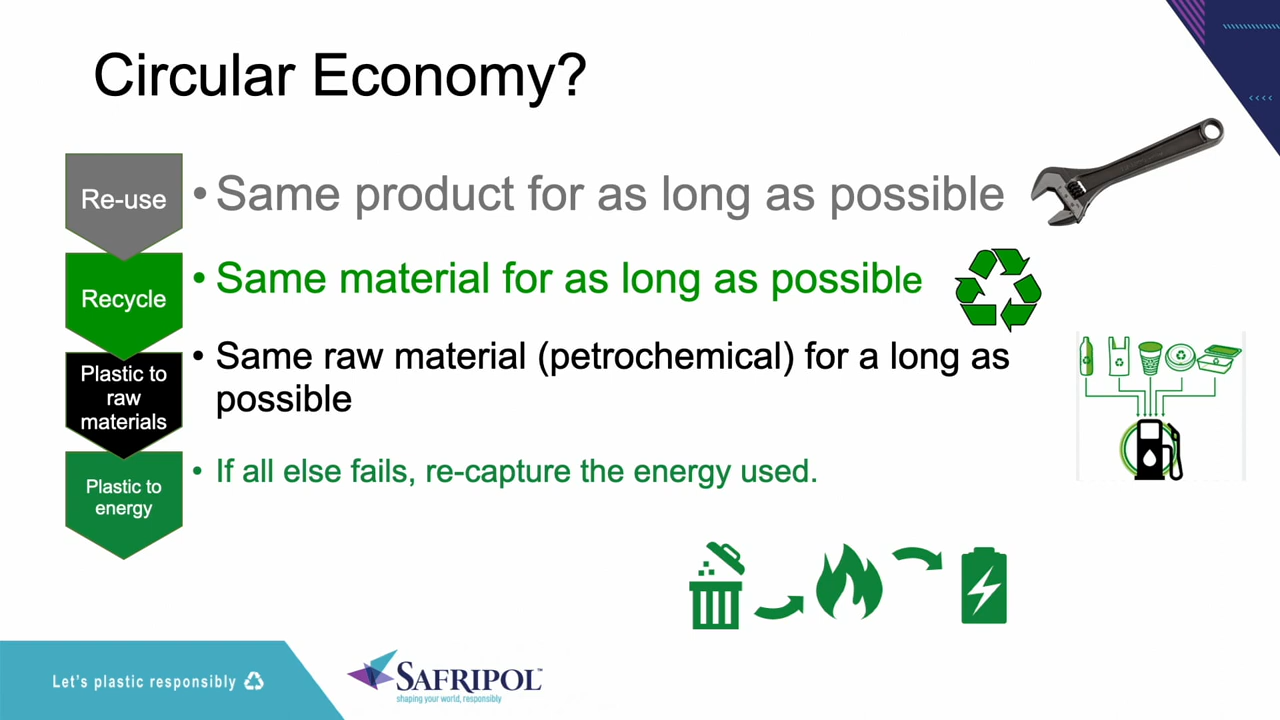 Circular Economy?
Re-use
• Same product for as long as possible
Recycle
• Same material for as long as possible
Plastic to
raw
materials
• Same raw material (petrochemical) for a long as
possible
Plastic to
energy
• If all else fails, re-capture the energy used.
Let's plastic responsibly
SAFRIPOL™
shaping your world, responsibly